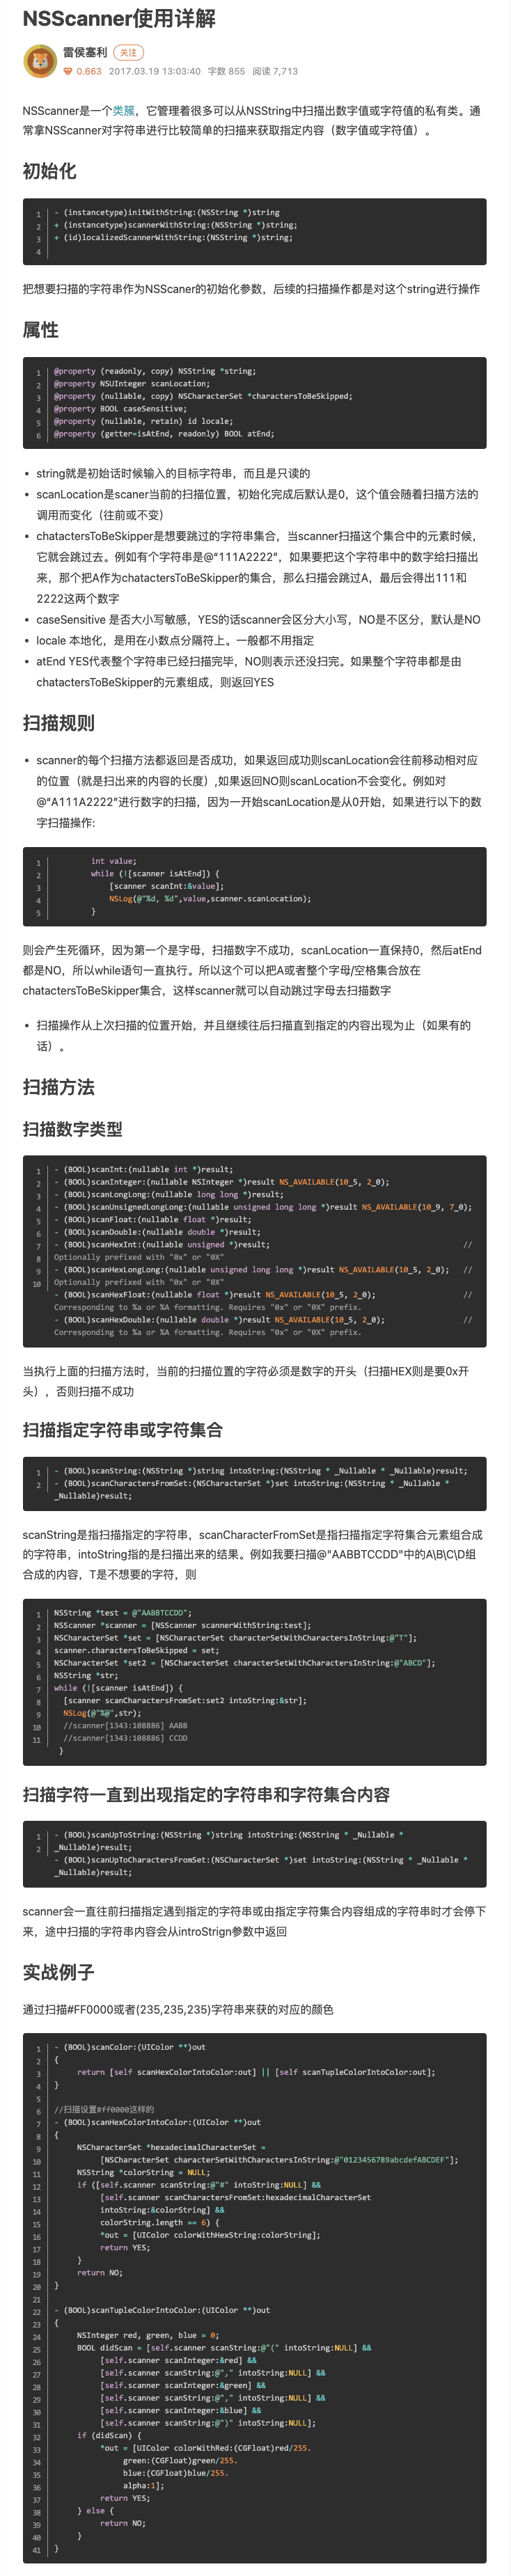 NSScanner使用详解
雷侯塞利 关注
0.663 2017.03.19 13:03:40 字数 855 阅读 7,713
NSScanner是一个类簇，它管理着很多可以从NSString中扫描出数字值或字符值的私有类。通
常拿NSScanner对字符串进行比较简单的扫描来获取指定内容（数字值或字符值）。
初始化
1 - (instancetype)initWithString:(NSString *)string
2 + (instancetype)scannerWithString:(NSString *)string;
3 + (id)localizedScannerWithString:(NSString *)string;
4
把想要扫描的字符串作为NSScaner的初始化参数，后续的扫描操作都是对这个string进行操作
属性
1 @property (readonly, copy) NSString *string;
2 @property NSUInteger scanLocation;
3 @property (nullable, copy) NSCharacterSet *charactersToBeSkipped;
4 @property BOOL caseSensitive;
5 @property (nullable, retain) id locale;
6 @property (getter=isAtEnd, readonly) BOOL atEnd;
• string就是初始话时候输入的目标字符串，而且是只读的
• scanLocation是scaner当前的扫描位置，初始化完成后默认是0，这个值会随着扫描方法的
调用而变化（往前或不变）
• chatactersToBeSkipper是想要跳过的字符串集合，当scanner扫描这个集合中的元素时候，
它就会跳过去。例如有个字符串是@“111A2222”，如果要把这个字符串中的数字给扫描出
来，那个把A作为chatactersToBeSkipper的集合，那么扫描会跳过A，最后会得出111和
2222这两个数字
• caseSensitive 是否大小写敏感，YES的话scanner会区分大小写，NO是不区分，默认是NO
• locale 本地化，是用在小数点分隔符上。一般都不用指定
• atEnd YES代表整个字符串已经扫描完毕，NO则表示还没扫完。如果整个字符串都是由
chatactersToBeSkipper的元素组成，则返回YES
扫描规则
• scanner的每个扫描方法都返回是否成功，如果返回成功则scanLocation会往前移动相对应
的位置（就是扫出来的内容的长度）,如果返回NO则scanLocation不会变化。例如对
@“A111A2222”进行数字的扫描，因为一开始scanLocation是从0开始，如果进行以下的数
字扫描操作:
1 int value;
2 while (![scanner isAtEnd]) {
3 [scanner scanInt:&value];
4 NSLog(@"%d, %d",value,scanner.scanLocation);
5 }
则会产生死循环，因为第一个是字母，扫描数字不成功，scanLocation一直保持0，然后atEnd
都是NO，所以while语句一直执行。所以这个可以把A或者整个字母/空格集合放在
chatactersToBeSkipper集合，这样scanner就可以自动跳过字母去扫描数字
• 扫描操作从上次扫描的位置开始，并且继续往后扫描直到指定的内容出现为止（如果有的
话）。
扫描方法
扫描数字类型
1 - (BOOL)scanInt:(nullable int *)result;
2 - (BOOL)scanInteger:(nullable NSInteger *)result NS_AVAILABLE(10_5, 2_0);
3 - (BOOL)scanLongLong:(nullable long long *)result;
4 - (BOOL)scanUnsignedLongLong:(nullable unsigned long long *)result NS_AVAILABLE(10_9, 7_0);
5 - (BOOL)scanFloat:(nullable float *)result;
6 - (BOOL)scanDouble:(nullable double *)result;
7 - (BOOL)scanHexInt:(nullable unsigned *)result; //
8 Optionally prefixed with "0x" or "0X"
9 - (BOOL)scanHexLongLong:(nullable unsigned long long *)result NS_AVAILABLE(10_5, 2_0); //
10 Optionally prefixed with "0x" or "0X"
- (BOOL)scanHexFloat:(nullable float *)result NS_AVAILABLE(10_5, 2_0); //
Corresponding to %a or %A formatting. Requires "0x" or "0X" prefix.
- (BOOL)scanHexDouble:(nullable double *)result NS_AVAILABLE(10_5, 2_0); //
Corresponding to %a or %A formatting. Requires "0x" or "0X" prefix.
当执行上面的扫描方法时，当前的扫描位置的字符必须是数字的开头（扫描HEX则是要0x开
头），否则扫描不成功
扫描指定字符串或字符集合
1 - (BOOL)scanString:(NSString *)string intoString:(NSString * _Nullable * _Nullable)result;
2 - (BOOL)scanCharactersFromSet:(NSCharacterSet *)set intoString:(NSString * _Nullable *
_Nullable)result;
scanString是指扫描指定的字符串，scanCharacterFromSet是指扫描指定字符集合元素组合成
的字符串，intoString指的是扫描出来的结果。例如我要扫描@"AABBTCCDD"中的A\B\C\D组
合成的内容，T是不想要的字符，则
1 NSString *test = @"AABBTCCDD";
2 NSScanner *scanner = [NSScanner scannerWithString:test];
3 NSCharacterSet *set = [NSCharacterSet characterSetWithCharactersInString:@"T"];
4 scanner.charactersToBeSkipped = set;
5 NSCharacterSet *set2 = [NSCharacterSet characterSetWithCharactersInString:@"ABCD"];
6 NSString *str;
7 while (![scanner isAtEnd]) {
8 [scanner scanCharactersFromSet:set2 intoString:&str];
9 NSLog(@"%@",str);
10 //scanner[1343:108886] AABB
11 //scanner[1343:108886] CCDD
}
扫描字符一直到出现指定的字符串和字符集合内容
1 - (BOOL)scanUpToString:(NSString *)string intoString:(NSString * _Nullable *
2 _Nullable)result;
- (BOOL)scanUpToCharactersFromSet:(NSCharacterSet *)set intoString:(NSString * _Nullable *
_Nullable)result;
scanner会一直往前扫描指定遇到指定的字符串或由指定字符集合内容组成的字符串时才会停下
来，途中扫描的字符串内容会从introStrign参数中返回
实战例子
通过扫描#FF0000或者(235,235,235)字符串来获的对应的颜色
1 - (BOOL)scanColor:(UIColor **)out
2 {
3 return [self scanHexColorIntoColor:out] || [self scanTupleColorIntoColor:out];
4 }
5
6 //扫描设置#ff0000这样的
7 - (BOOL)scanHexColorIntoColor:(UIColor **)out
8 {
9 NSCharacterSet *hexadecimalCharacterSet =
10 [NSCharacterSet characterSetWithCharactersInString:@"0123456789abcdefABCDEF"];
11 NSString *colorString = NULL;
12 if ([self.scanner scanString:@"#" intoString:NULL] &&
13 [self.scanner scanCharactersFromSet:hexadecimalCharacterSet
14 intoString:&colorString] &&
15 colorString.length == 6) {
16 *out = [UIColor colorWithHexString:colorString];
17 return YES;
18 }
19 return NO;
20 }
21
22 - (BOOL)scanTupleColorIntoColor:(UIColor **)out
23 {
24 NSInteger red, green, blue = 0;
25 BOOL didScan = [self.scanner scanString:@"(" intoString:NULL] &&
26 [self.scanner scanInteger:&red] &&
27 [self.scanner scanString:@"," intoString:NULL] &&
28 [self.scanner scanInteger:&green] &&
29 [self.scanner scanString:@"," intoString:NULL] &&
30 [self.scanner scanInteger:&blue] &&
31 [self.scanner scanString:@")" intoString:NULL];
32 if (didScan) {
33 *out = [UIColor colorWithRed:(CGFloat)red/255.
34 green:(CGFloat)green/255.
35 blue:(CGFloat)blue/255.
36 alpha:1];
37 return YES;
38 } else {
39 return NO;
40 }
41 }